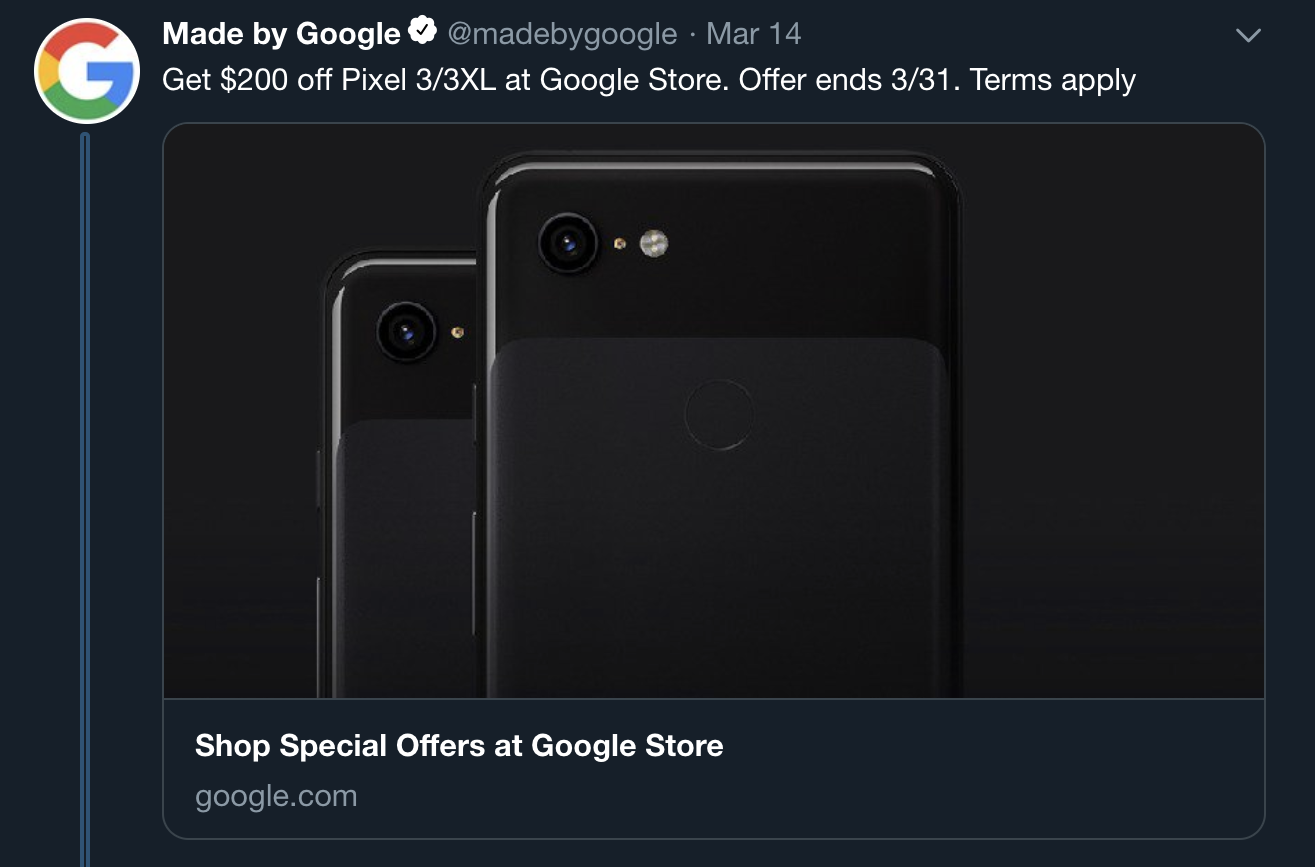 Made by Google @madebygoogle · Mar 14
Get $200 off Pixel 3/3XL at Google Store. Offer ends 3/31. Terms apply
Shop Special Offers at Google Store
google.com